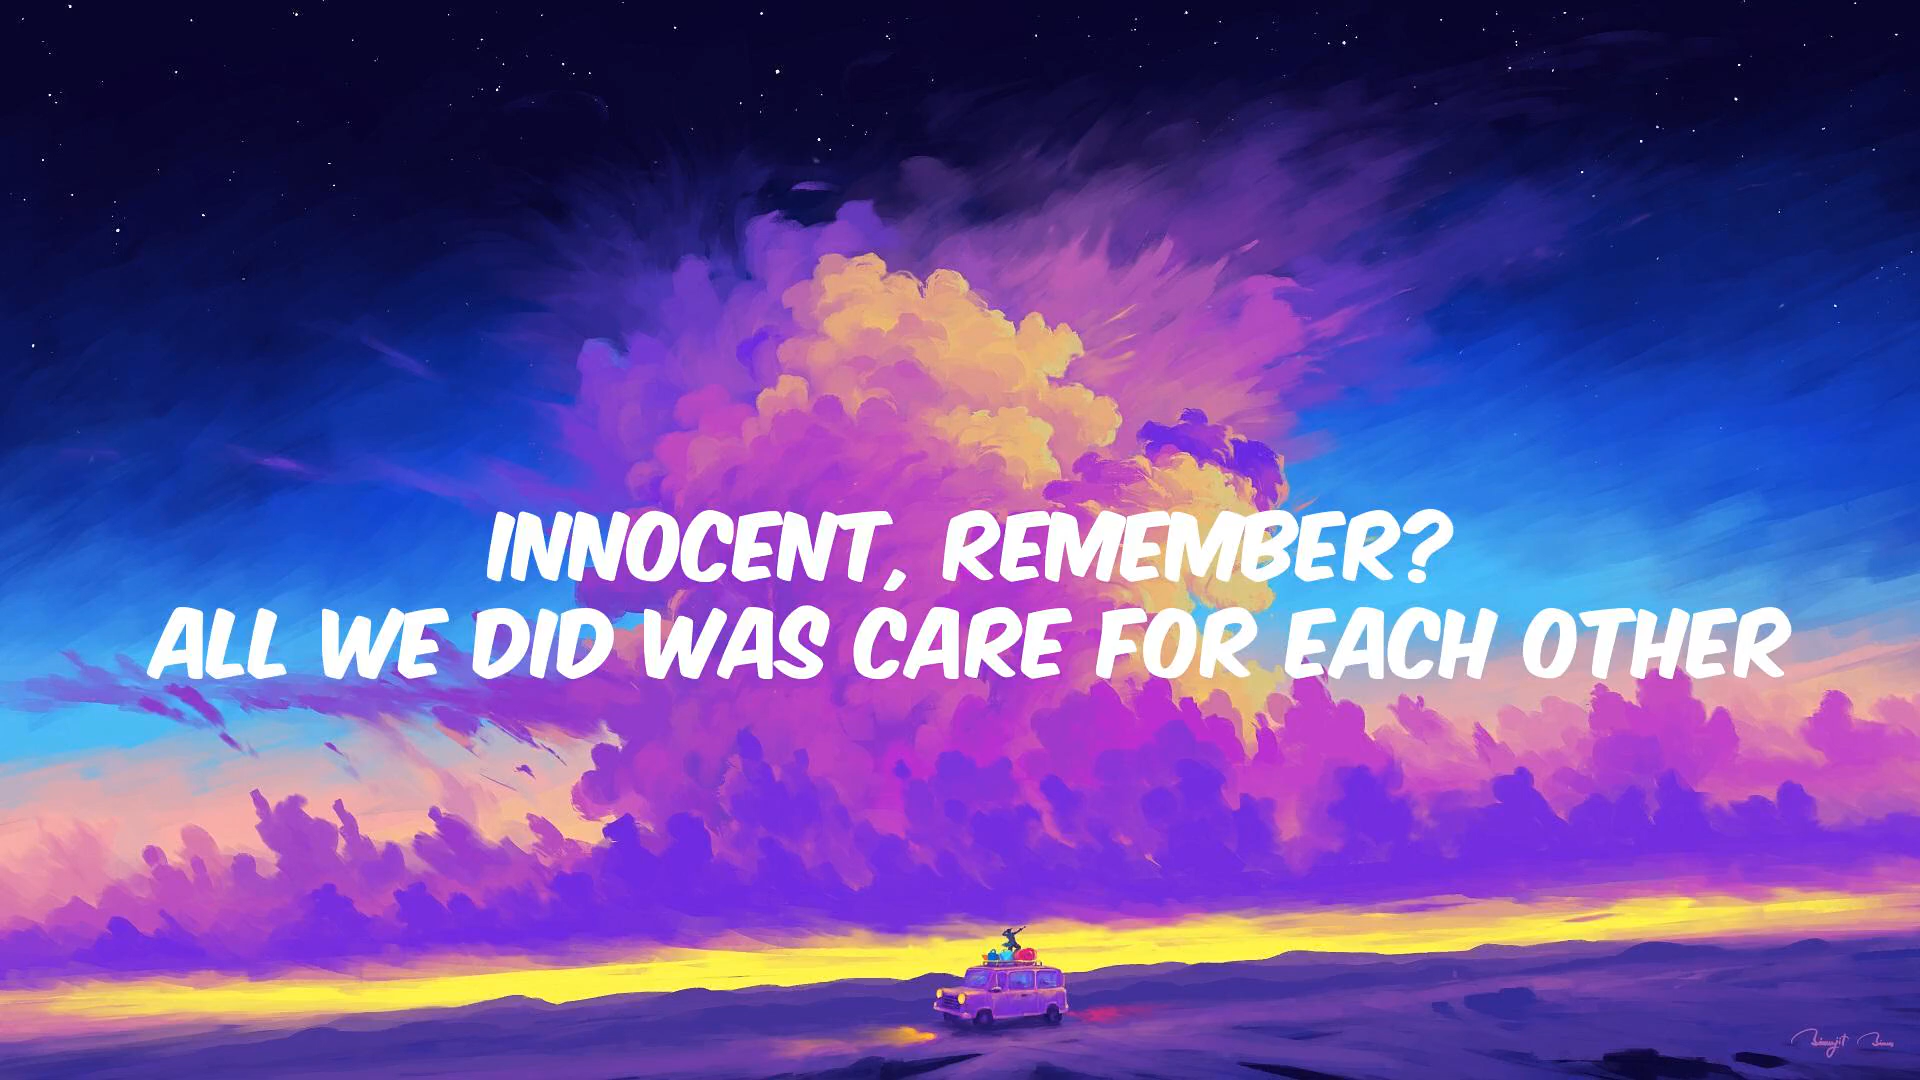 INNOCENT, REMEMBER?
ALL WE DID WAS CARE FOR EACH OTHER